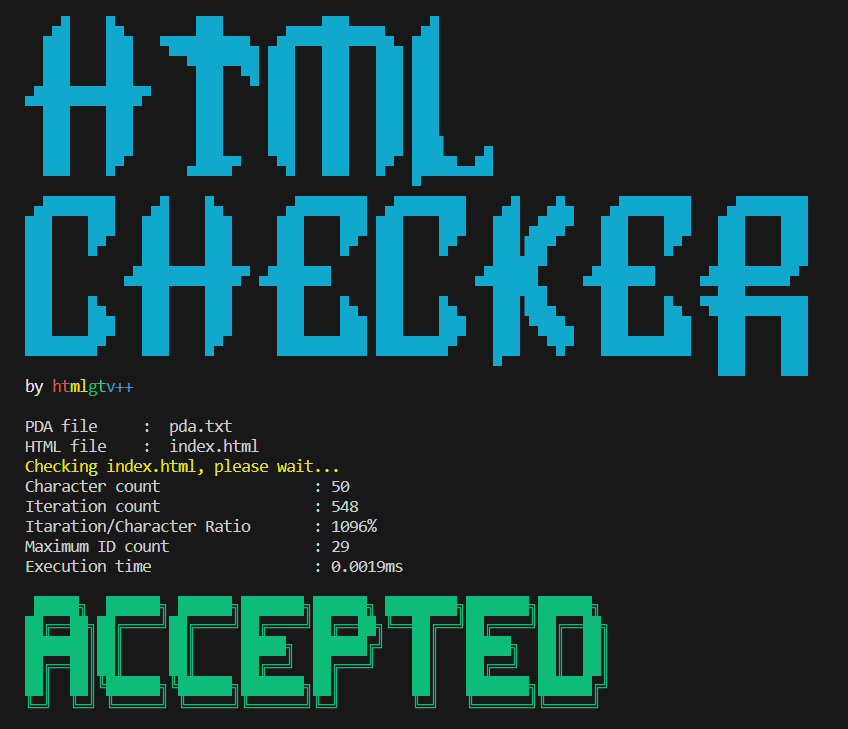 HTML
CHECKER
by htmlgtv++
PDA file : pda.txt
HTML file : index.html
Checking index.html, please wait...
Character count : 50
Iteration count : 548
Itaration/Character Ratio : 1096%
Maximum ID count : 29
Execution time : 0.0019ms
ACCEPTED